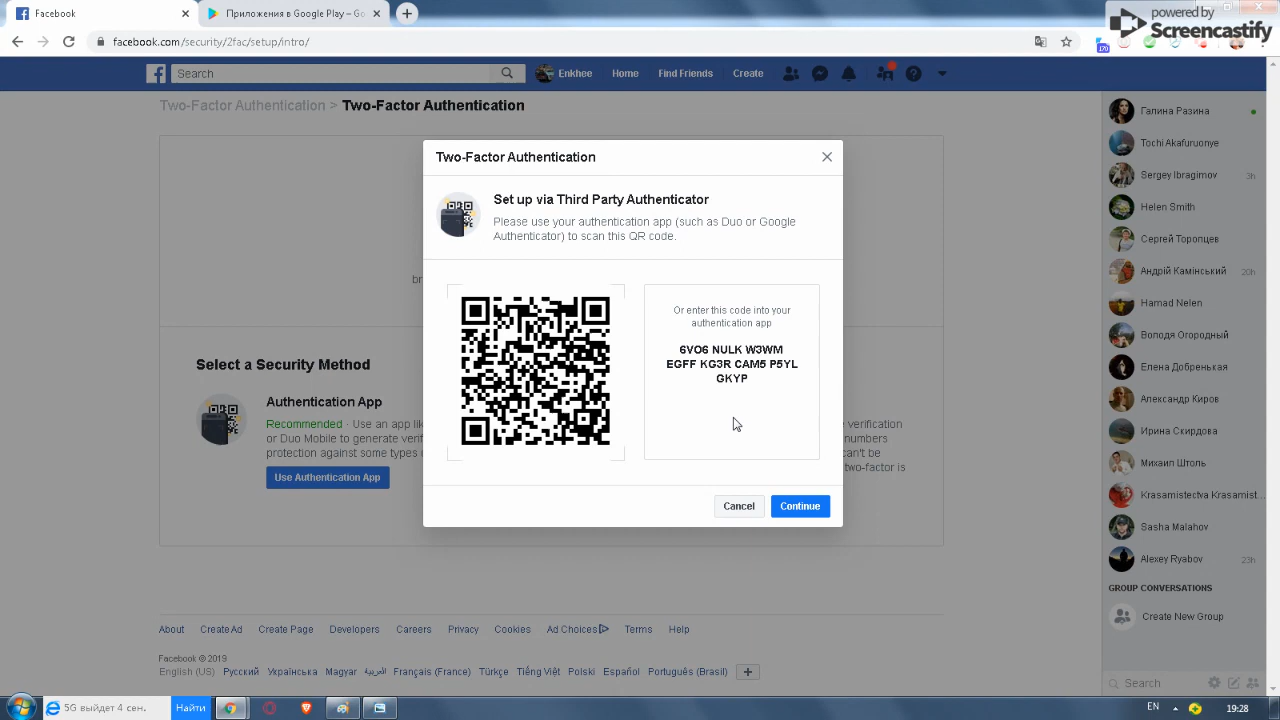 Facebook
Приложения в Google Play – Go
powered by
Screencastify
facebook.com/security/2fac/setup/intro/
170
Search
Enkhee
Home
Find Friends
Create
Two-Factor Authentication > Two-Factor Authentication
Two-Factor Authentication
Set up via Third Party Authenticator
Please use your authentication app (such as Duo or Google
Authenticator) to scan this QR code.
br
Or enter this code into your
authentication app
6VO6 NULK W3WM
EGFF KG3R CAM5 P5YL
GKYP
Select a Security Method
Authentication App
Recommended · Use an app lik
e verification
or Duo Mobile to generate verif
numbers
protection against some types
can't be
two-factor is
Use Authentication App
Cancel
Continue
Галина Разина
Tochi Akafuruonye
Sergey Ibragimov 3h
Helen Smith
Сергей Торопцев
Андрій Камінський 20h
Harnad Nelen
Володя Огородный
Елена Добренькая
Александр Киров
Ирина Скирдова
Михаил Штоль
Krasamistectva Krasamist...
Sasha Malahov
Alexey Ryabov 23h
GROUP CONVERSATIONS
Create New Group
Search
About
Create Ad
Create Page
Developers
Careers
Privacy
Cookies
Ad Choices
Terms
Help
Facebook © 2019
English (US) Русский Українська Magyar العربية Français (France) Türkçe Tiếng Việt Polski Español Português (Brasil)
5G выйдет 4 сен.
Найти
EN
19:28